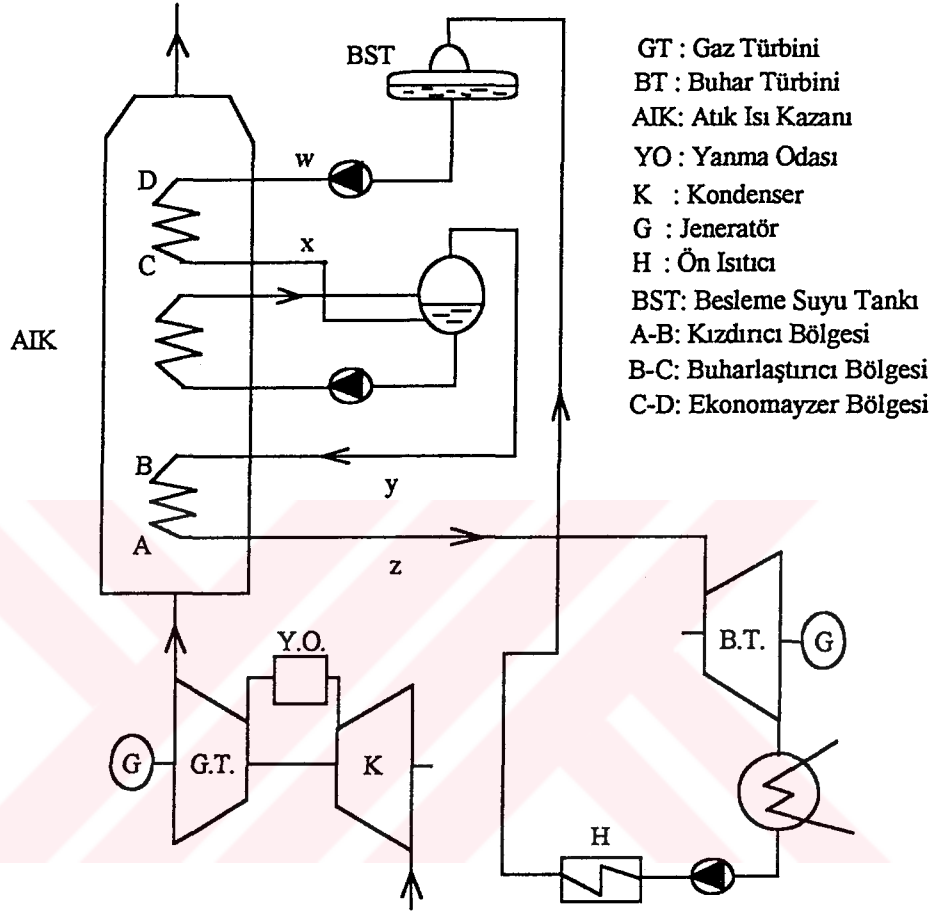 BST
GT : Gaz Türbini
BT : Buhar Türbini
AIK: Atık Isı Kazanı
YO : Yanma Odası
K : Kondenser
G : Jeneratör
H : Ön Isıtıcı
BST: Besleme Suyu Tankı
A-B: Kızdırıcı Bölgesi
B-C: Buharlaştırıcı Bölgesi
C-D: Ekonomayzer Bölgesi
D
w
C
x
AIK
B
y
A
z
B.T.
G
Y.O.
G
G.T.
K
H